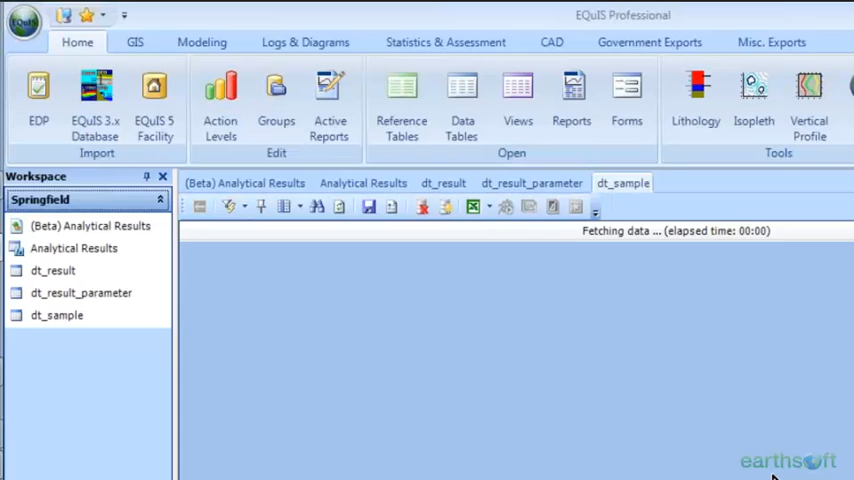 EQuIS
EQuIS Professional
Home GIS Modeling Logs & Diagrams Statistics & Assessment CAD Government Exports Misc. Exports
EDP
EQuIS 3.x Database
EQuIS 5 Facility
Action Levels
Groups
Active Reports
Reference Tables
Data Tables
Views
Reports
Forms
Lithology
Isopleth
Vertical Profile
Import Edit Open Tools
Workspace
Springfield
(Beta) Analytical Results
Analytical Results
dt_result
dt_result_parameter
dt_sample
(Beta) Analytical Results Analytical Results dt_result dt_result_parameter dt_sample
Fetching data ... (elapsed time: 00:00)
earthsoft